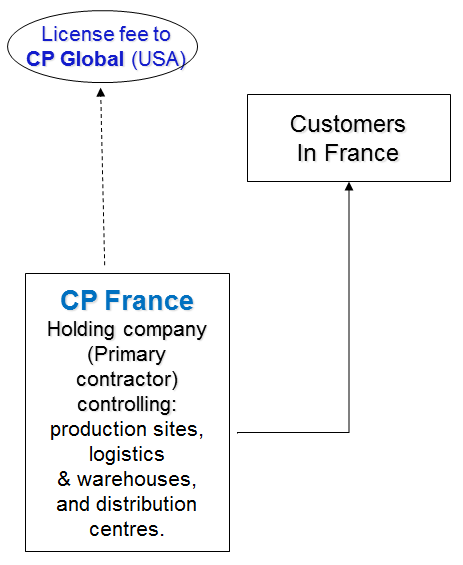 License fee to
CP Global (USA)
Customers
In France
CP France
Holding company
(Primary
contractor)
controlling:
production sites,
logistics
& warehouses,
and distribution
centres.